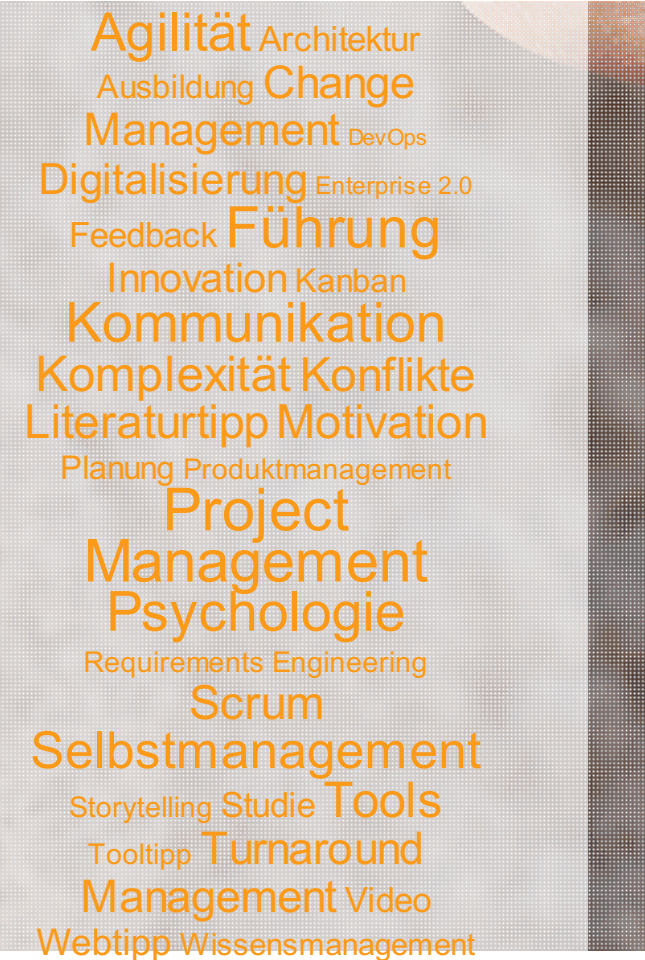 Agilität Architektur
Ausbildung Change
Management DevOps
Digitalisierung Enterprise 2.0
Feedback Führung
Innovation Kanban
Kommunikation
Komplexität Konflikte
Literaturtipp Motivation
Planung Produktmanagement
Project
Management
Psychologie
Requirements Engineering
Scrum
Selbstmanagement
Storytelling Studie Tools
Tooltipp Turnaround
Management Video
Webtipp Wissensmanagement